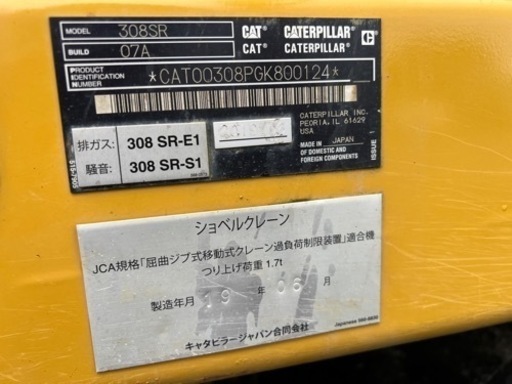 MODEL 308SR
BUILD 07A
CAT CATERPILLAR
CAT CATERPILLAR
PRODUCT IDENTIFICATION NUMBER *CAT00308PGK800124*
CATERPILLAR INC.
PEORIA, IL 61629
USA
MADE IN JAPAN
OF DOMESTIC AND
FOREIGN COMPONENTS
ISSUE 1
排ガス: 308 SR-E1
騒音: 308 SR-S1
ショベルクレーン
JCA規格「屈曲ジブ式移動式クレーン過負荷制限装置」適合機
つり上げ荷重 1.7t
製造年月 19 年 06 月
キャタピラージャパン合同会社